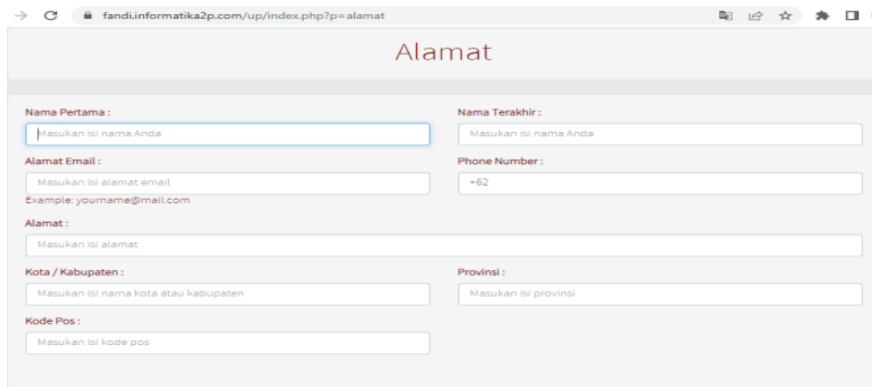 fandi.informatika2p.com/up/index.php?p=alamat
Alamat
Nama Pertama :
Nama Terakhir :
Masukan isi nama Anda
Masukan isi nama Anda
Alamat Email :
Phone Number :
Masukan isi alamat email
+62
Example: yourname@mail.com
Alamat :
Masukan isi alamat
Kota / Kabupaten :
Provinsi :
Masukan isi nama kota atau kabupaten
Masukan isi provinsi
Kode Pos :
Masukan isi kode pos